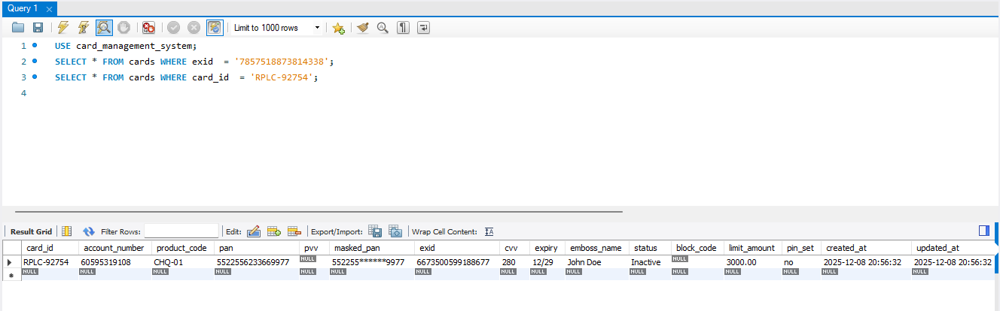 Query 1
Limit to 1000 rows
1 USE card_management_system;
2 SELECT * FROM cards WHERE exid  = '7857518873814338';
3 SELECT * FROM cards WHERE card_id  = 'RPLC-92754';
4
Result Grid Filter Rows: Edit: Export/Import: Wrap Cell Content:
card_id account_number product_code pan pvv masked_pan exid cvv expiry emboss_name status block_code limit_amount pin_set created_at updated_at
RPLC-92754 60595319108 CHQ-01 5522556233669977 NULL 552255******9977 6673500599188677 280 12/29 John Doe Inactive NULL 3000.00 no 2025-12-08 20:56:32 2025-12-08 20:56:32
NULL NULL NULL NULL NULL NULL NULL NULL NULL NULL NULL NULL NULL NULL NULL NULL